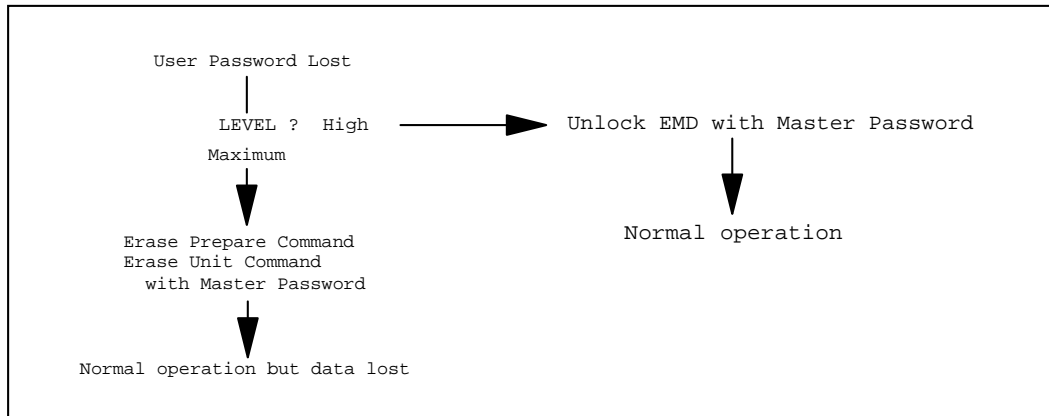 User Password Lost
LEVEL ? High
Unlock EMD with Master Password
Maximum
Normal operation
Erase Prepare Command
Erase Unit Command
with Master Password
Normal operation but data lost